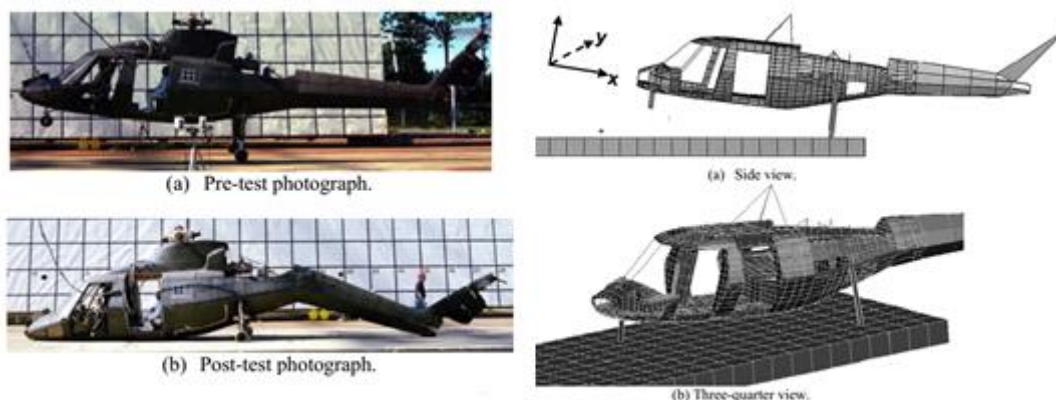 (a) Pre-test photograph.
(b) Post-test photograph.
y
x
(a) Side view.
(b) Three-quarter view.